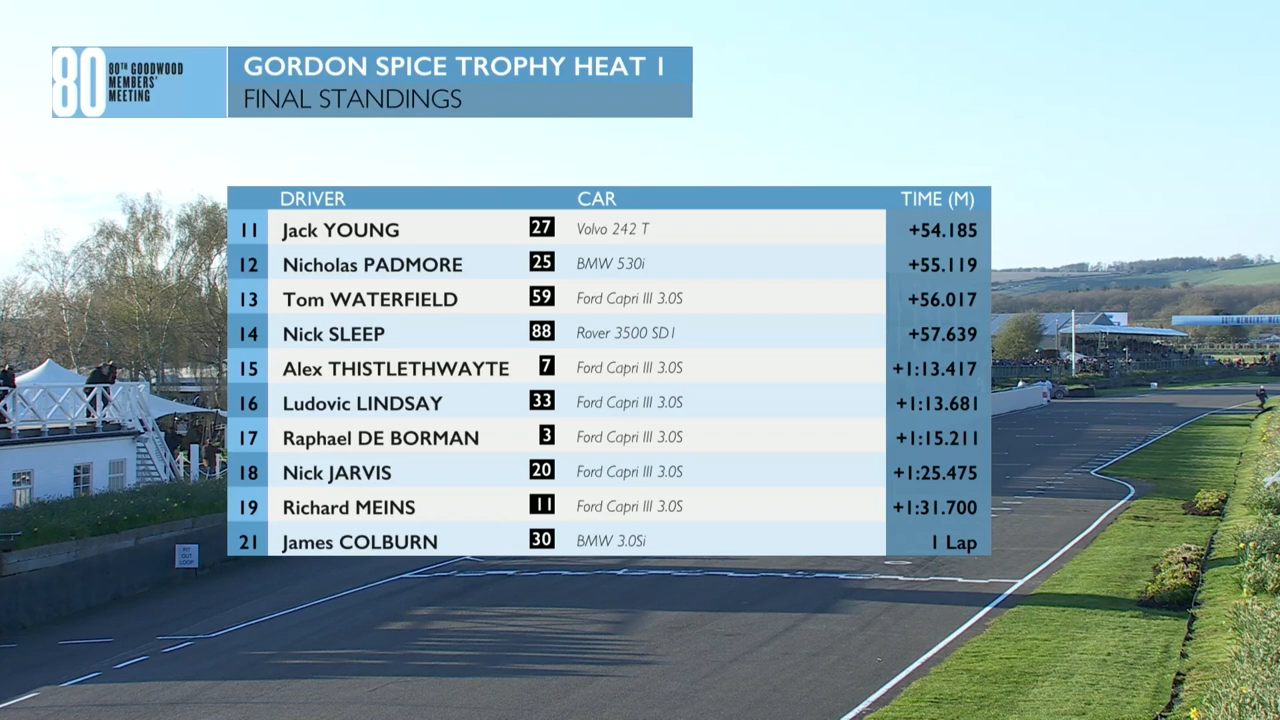 80 80TH GOODWOOD MEMBERS' MEETING
GORDON SPICE TROPHY HEAT 1
FINAL STANDINGS
DRIVER CAR TIME (M)
11 Jack YOUNG 27 Volvo 242 T +54.185
12 Nicholas PADMORE 25 BMW 530i +55.119
13 Tom WATERFIELD 59 Ford Capri III 3.0S +56.017
14 Nick SLEEP 88 Rover 3500 SD1 +57.639
15 Alex THISTLETHWAYTE 7 Ford Capri III 3.0S +1:13.417
16 Ludovic LINDSAY 33 Ford Capri III 3.0S +1:13.681
17 Raphael DE BORMAN 3 Ford Capri III 3.0S +1:15.211
18 Nick JARVIS 20 Ford Capri III 3.0S +1:25.475
19 Richard MEINS 11 Ford Capri III 3.0S +1:31.700
21 James COLBURN 30 BMW 3.0Si 1 Lap
PIT
OUT
LOOP